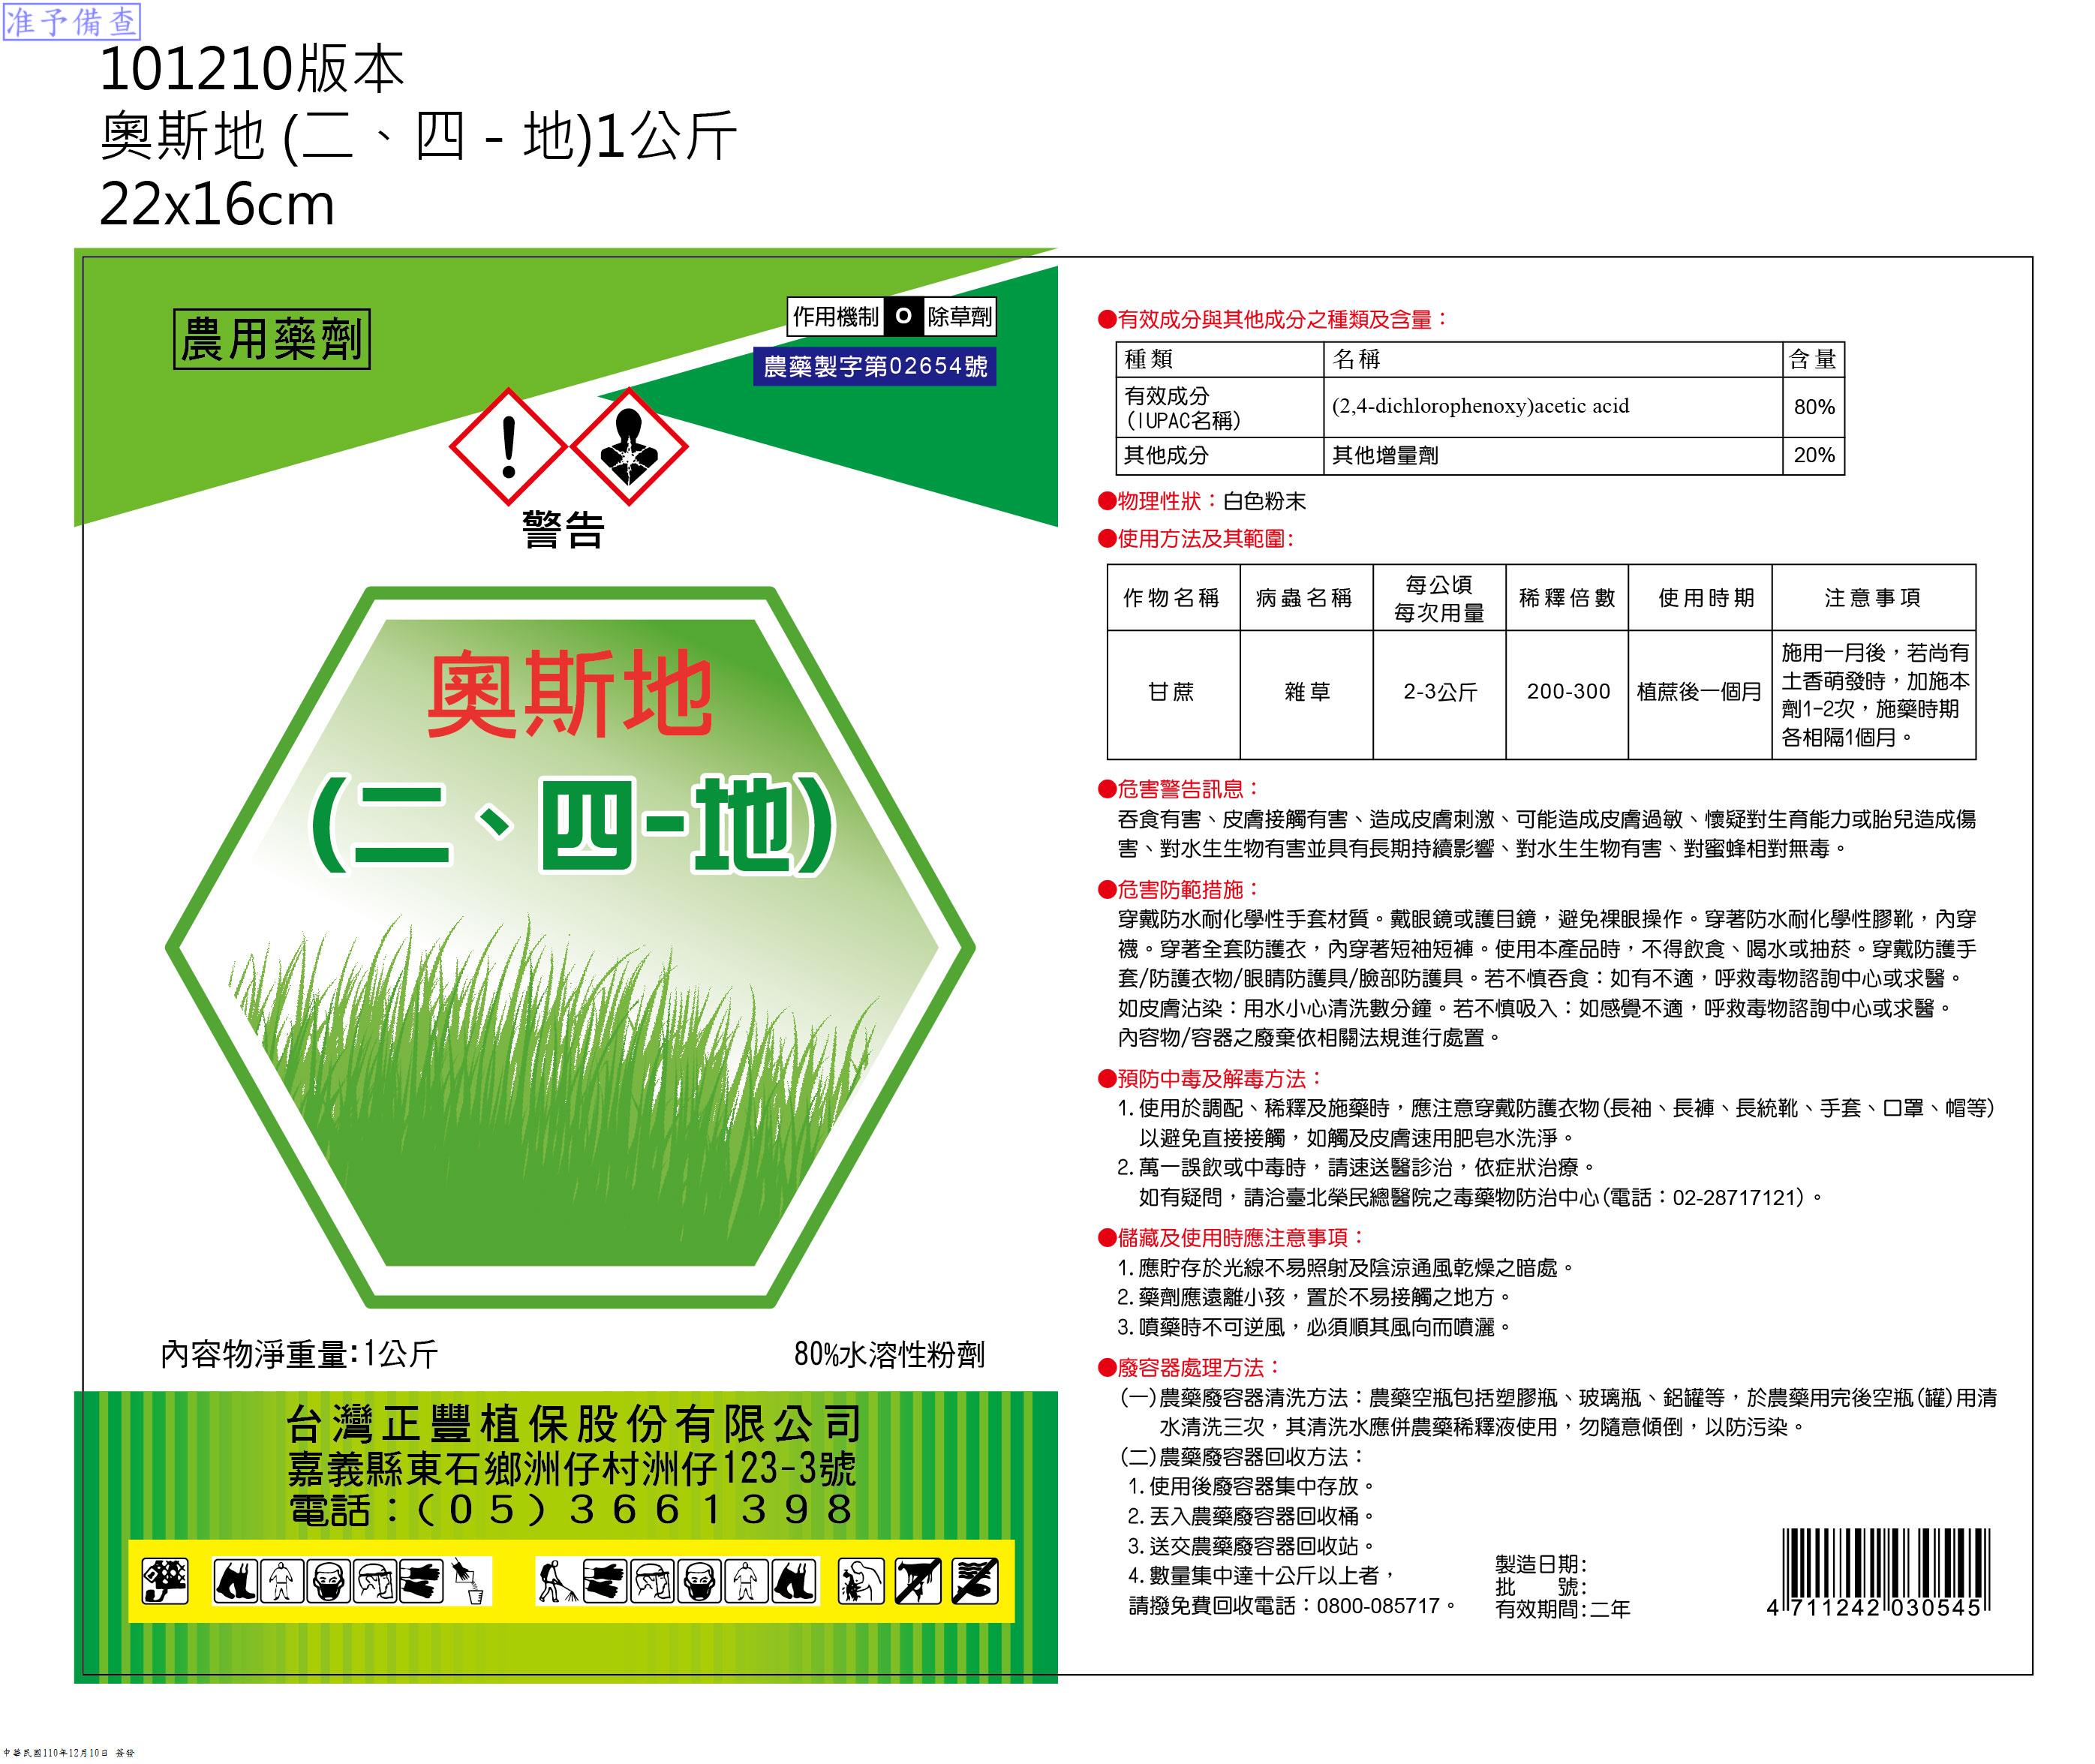 准予備查
101210版本
奧斯地 (二、四 - 地)1公斤
22x16cm
農用藥劑
作用機制 O 除草劑
農藥製字第02654號
警告
奧斯地
(二、四-地)
內容物淨重量:1公斤
80%水溶性粉劑
台灣正豐植保股份有限公司
嘉義縣東石鄉洲仔村洲仔123-3號
電話：(05)3661398
●有效成分與其他成分之種類及含量：
種類 名稱 含量
有效成分
(IUPAC名稱) (2,4-dichlorophenoxy)acetic acid 80%
其他成分 其他增量劑 20%
●物理性狀：白色粉末
●使用方法及其範圍:
作物名稱 病蟲名稱 每公頃每次用量 稀釋倍數 使用時期 注意事項
甘蔗 雜草 2-3公斤 200-300 植蔗後一個月 施用一月後，若尚有
土香萌發時，加施本
劑1-2次，施藥時期
各相隔1個月。
●危害警告訊息：
吞食有害、皮膚接觸有害、造成皮膚刺激、可能造成皮膚過敏、懷疑對生育能力或胎兒造成傷
害、對水生生物有害並具有長期持續影響、對水生生物有害、對蜜蜂相對無毒。
●危害防範措施：
穿戴防水耐化學性手套材質。戴眼鏡或護目鏡，避免裸眼操作。穿著防水耐化學性膠靴，內穿
襪。穿著全套防護衣，內穿著短袖短褲。使用本產品時，不得飲食、喝水或抽菸。穿戴防護手
套/防護衣物/眼睛防護具/臉部防護具。若不慎吞食：如有不適，呼救毒物諮詢中心或求醫。
如皮膚沾染：用水小心清洗數分鐘。若不慎吸入：如感覺不適，呼救毒物諮詢中心或求醫。
內容物/容器之廢棄依相關法規進行處置。
●預防中毒及解毒方法：
1.使用於調配、稀釋及施藥時，應注意穿戴防護衣物(長袖、長褲、長統靴、手套、口罩、帽等)
以避免直接接觸，如觸及皮膚速用肥皂水洗淨。
2.萬一誤飲或中毒時，請速送醫診治，依症狀治療。
如有疑問，請洽臺北榮民總醫院之毒藥物防治中心(電話：02-28717121)。
●儲藏及使用時應注意事項：
1.應貯存於光線不易照射及陰涼通風乾燥之暗處。
2.藥劑應遠離小孩，置於不易接觸之地方。
3.噴藥時不可逆風，必須順其風向而噴灑。
●廢容器處理方法：
(一)農藥廢容器清洗方法：農藥空瓶包括塑膠瓶、玻璃瓶、鋁罐等，於農藥用完後空瓶(罐)用清
水清洗三次，其清洗水應併農藥稀釋液使用，勿隨意傾倒，以防污染。
(二)農藥廢容器回收方法：
1.使用後廢容器集中存放。
2.丟入農藥廢容器回收桶。
3.送交農藥廢容器回收站。
4.數量集中達十公斤以上者，
請撥免費回收電話：0800-085717。
製造日期:
批 號:
有效期間:二年
4 711242 030545
中華民國110年12月10日 簽發